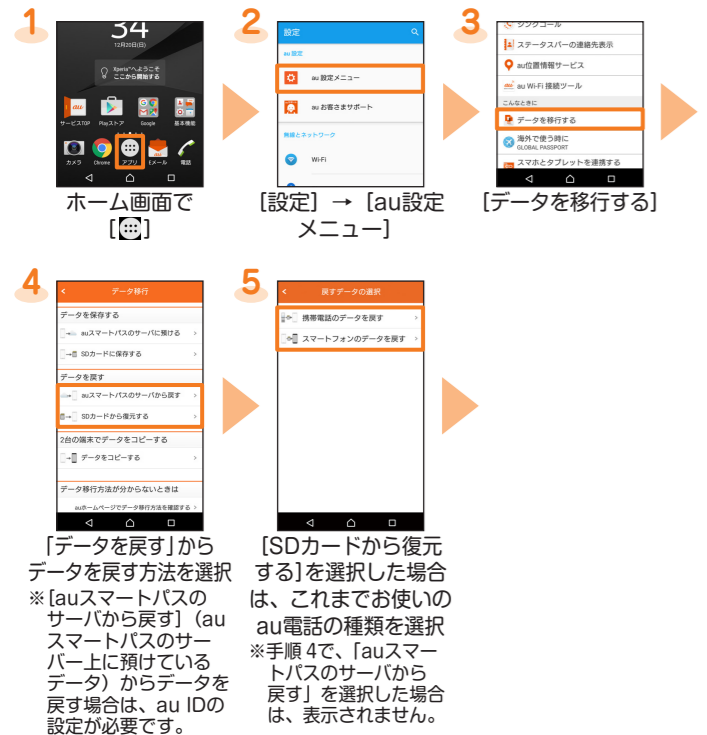 1
34
12月20日(日)
Xperia™へようこそ
ここから開始する
au
サービスTOP
Playストア
Google
基本機能
カメラ
Chrome
アプリ
Eメール
電話
ホーム画面で
[ ]
2
設定
au 設定
au 設定メニュー
au お客さまサポート
無線とネットワーク
Wi-Fi
[設定] → [au設定
メニュー]
3
シンクコール
ステータスバーの連絡先表示
au位置情報サービス
au Wi-Fi 接続ツール
こんなときに
データを移行する
海外で使う時に
GLOBAL PASSPORT
スマホとタブレットを連携する
[データを移行する]
4
データ移行
データを保存する
auスマートパスのサーバに預ける
SDカードに保存する
データを戻す
auスマートパスのサーバから戻す
SDカードから復元する
2台の端末でデータをコピーする
データをコピーする
データ移行方法が分からないときは
auホームページでデータ移行方法を確認する
「データを戻す」から
データを戻す方法を選択
※[auスマートパスの
サーバから戻す](au
スマートパスのサー
バー上に預けている
データ)からデータを
戻す場合は、au IDの
設定が必要です。
5
戻すデータの選択
携帯電話のデータを戻す
スマートフォンのデータを戻す
[SDカードから復元
する]を選択した場合
は、これまでお使いの
au電話の種類を選択
※手順4で、「auスマー
トパスのサーバから
戻す」を選択した場合
は、表示されません。